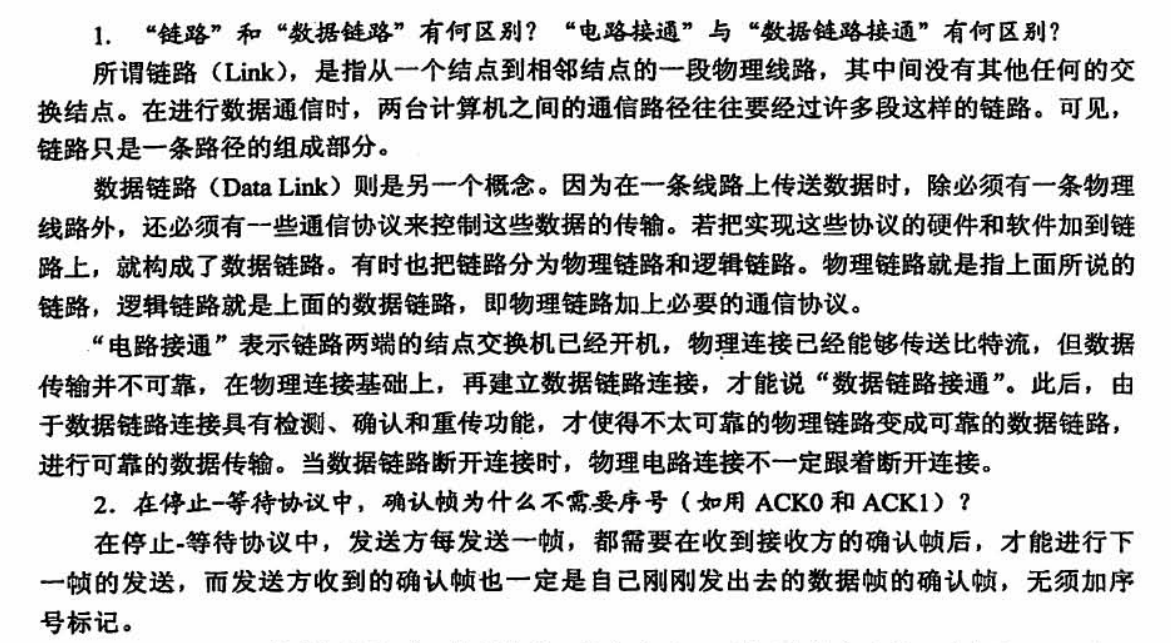 1. “链路”和“数据链路”有何区别？“电路接通”与“数据链路接通”有何区别？
所谓链路（Link），是指从一个结点到相邻结点的一段物理线路，其中间没有其他任何的交
换结点。在进行数据通信时，两台计算机之间的通信路径往往要经过许多段这样的链路。可见，
链路只是一条路径的组成部分。
数据链路（Data Link）则是另一个概念。因为在一条线路上传送数据时，除必须有一条物理
线路外，还必须有一些通信协议来控制这些数据的传输。若把实现这些协议的硬件和软件加到链
路上，就构成了数据链路。有时也把链路分为物理链路和逻辑链路。物理链路就是指上面所说的
链路，逻辑链路就是上面的数据链路，即物理链路加上必要的通信协议。
“电路接通”表示链路两端的结点交换机已经开机，物理连接已经能够传送比特流，但数据
传输并不可靠，在物理连接基础上，再建立数据链路连接，才能说“数据链路接通”。此后，由
于数据链路连接具有检测、确认和重传功能，才使得不太可靠的物理链路变成可靠的数据链路，
进行可靠的数据传输。当数据链路断开连接时，物理电路连接不一定跟着断开连接。
2. 在停止-等待协议中，确认帧为什么不需要序号（如用 ACK0 和 ACK1）？
在停止-等待协议中，发送方每发送一帧，都需要在收到接收方的确认帧后，才能进行下
一帧的发送，而发送方收到的确认帧也一定是自己刚刚发出去的数据帧的确认帧，无须加序
号标记。